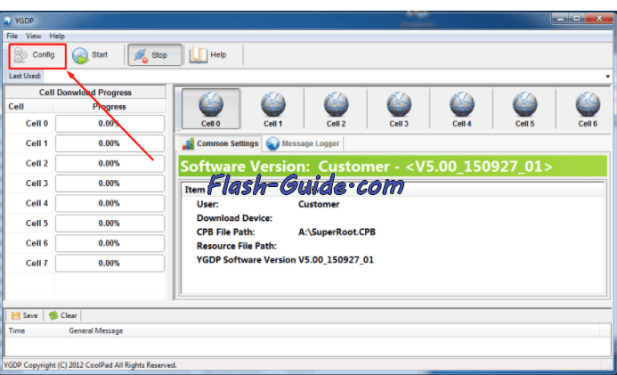 YGDP
File View Help
Config Start Stop Help
Last Used:
Cell Donwload Progress
Cell Progress
Cell 0 0.00%
Cell 1 0.00%
Cell 2 0.00%
Cell 3 0.00%
Cell 4 0.00%
Cell 5 0.00%
Cell 6 0.00%
Cell 7 0.00%
Cell 0 Cell 1 Cell 2 Cell 3 Cell 4 Cell 5 Cell 6
Common Settings Message Logger
Software Version: Customer - <V5.00_150927_01>
Flash-Guide.com
Item
User: Customer
Download Device:
CPB File Path: A:\SuperRoot.CPB
Resource File Path:
YGDP Software Version V5.00_150927_01
Save Clear
Time General Message
YGDP Copyright (C) 2012 CoolPad All Rights Reserved.